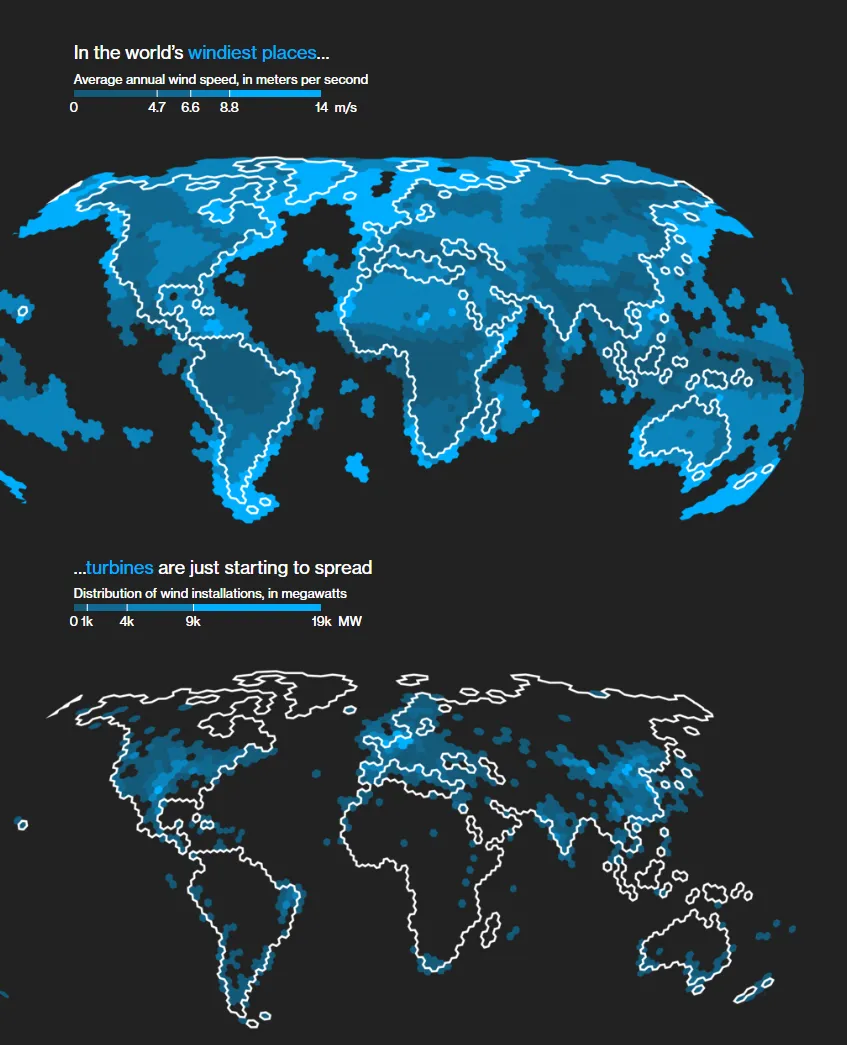 In the world's windiest places...
Average annual wind speed, in meters per second
0 4.7 6.6 8.8 14 m/s
...turbines are just starting to spread
Distribution of wind installations, in megawatts
0 1k 4k 9k 19k MW